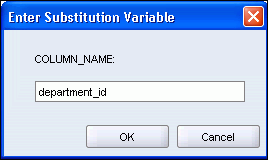 Enter Substitution Variable
COLUMN_NAME:
department_id
OK Cancel